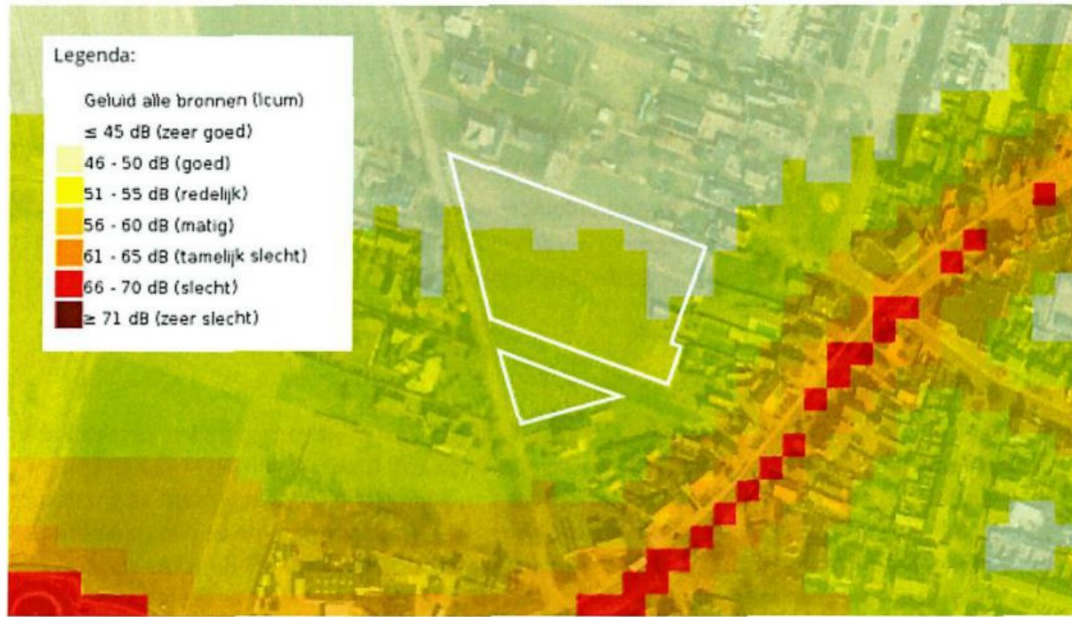 Legenda:
Geluid alle bronnen (lcum)
≤ 45 dB (zeer goed)
46 - 50 dB (goed)
51 - 55 dB (redelijk)
56 - 60 dB (matig)
61 - 65 dB (tamelijk slecht)
66 - 70 dB (slecht)
≥ 71 dB (zeer slecht)